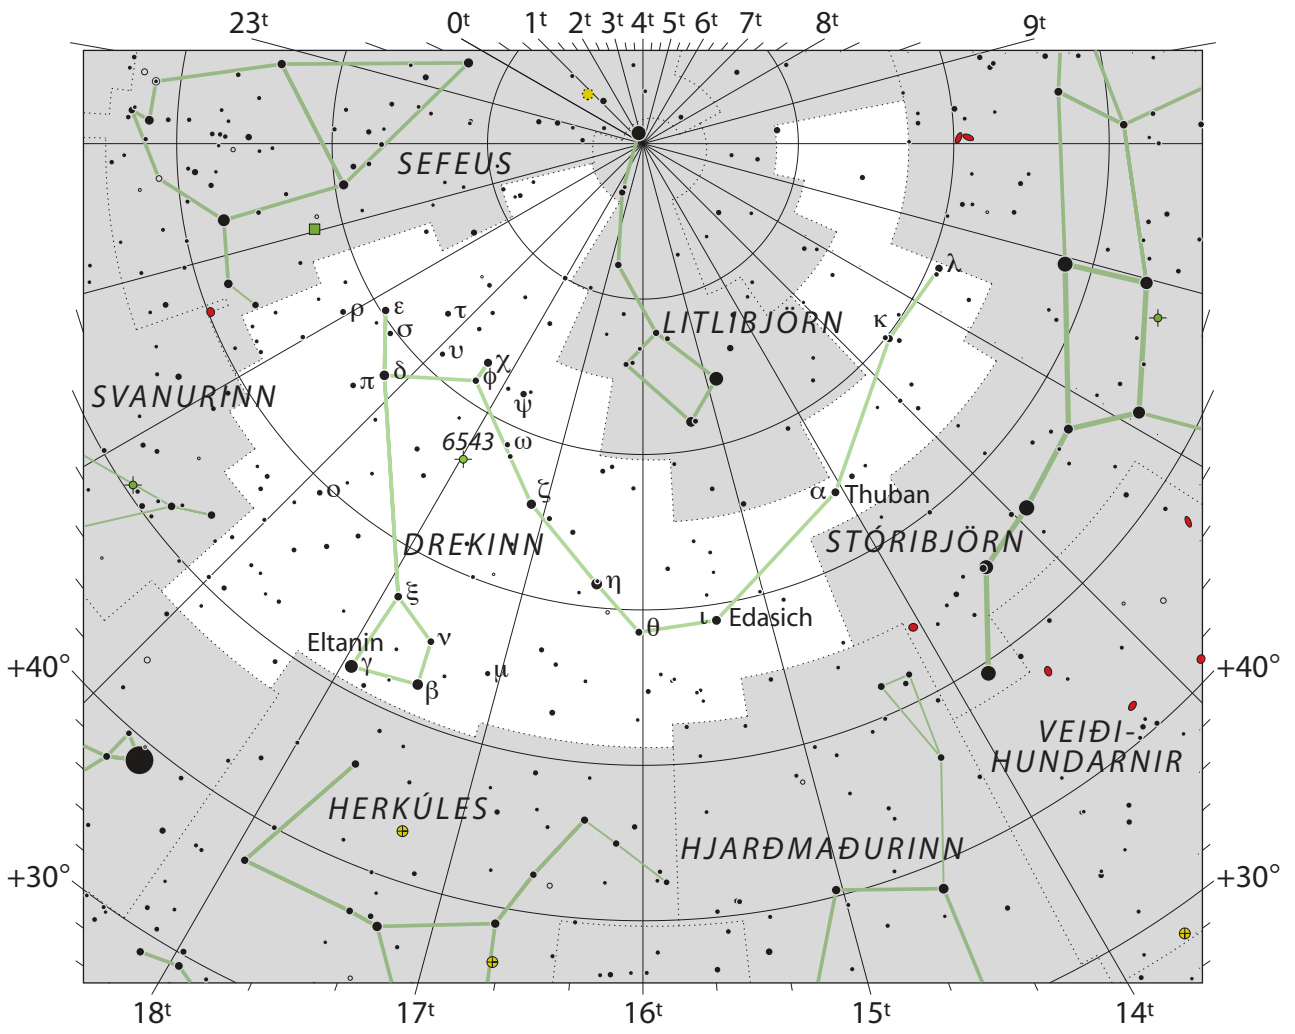 23ᵗ 0ᵗ 1ᵗ 2ᵗ 3ᵗ 4ᵗ 5ᵗ 6ᵗ 7ᵗ 8ᵗ 9ᵗ
SEFEUS
λ
ρ ε τ
σ
LITLIBJÖRN
κ
υ
χ
π δ φ
SVANURINN
ψ
6543 ω
ο ζ
α Thuban
DREKINN
STÓRIBJÖRN
ξ η
Eltanin ν θ ι Edasich
γ
β μ
+40° +40°
VEIÐI-
HUNDARNIR
HERKÚLES
HJARÐMAÐURINN
+30° +30°
18ᵗ 17ᵗ 16ᵗ 15ᵗ 14ᵗ